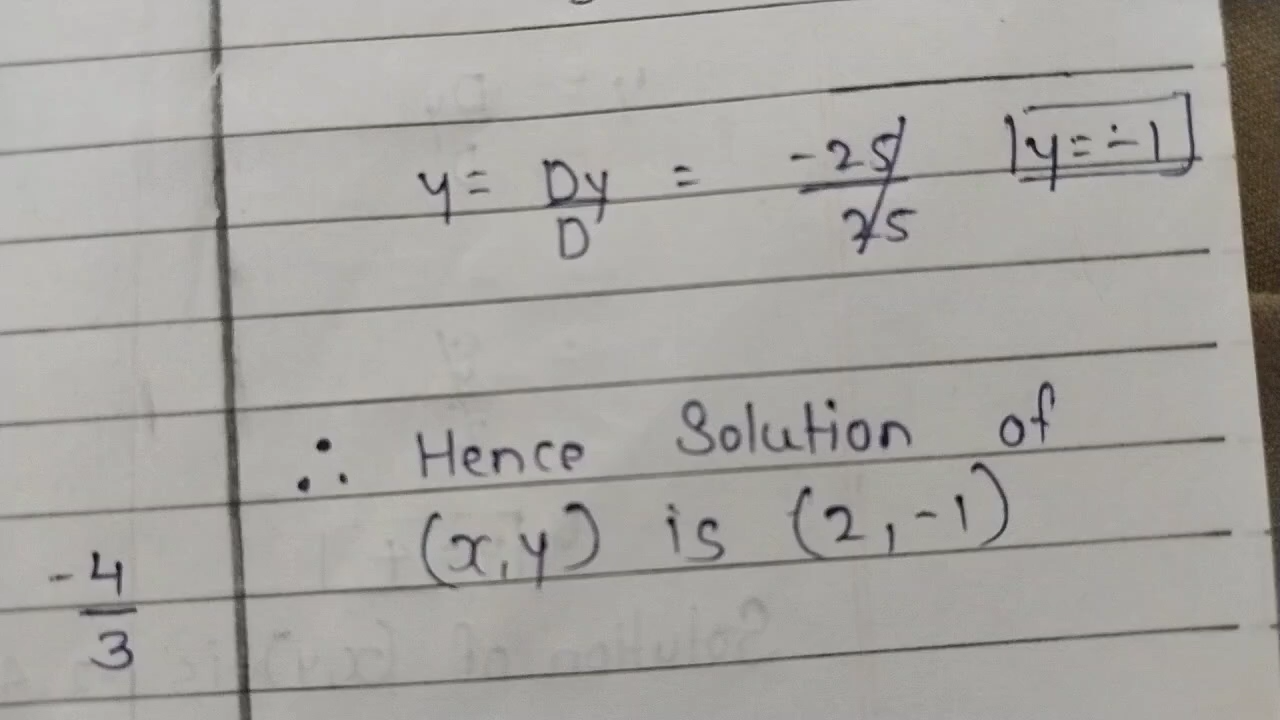 y = Dy/D = -25/25 y = -1
∴ Hence Solution of
(x,y) is (2,-1)
-4/3